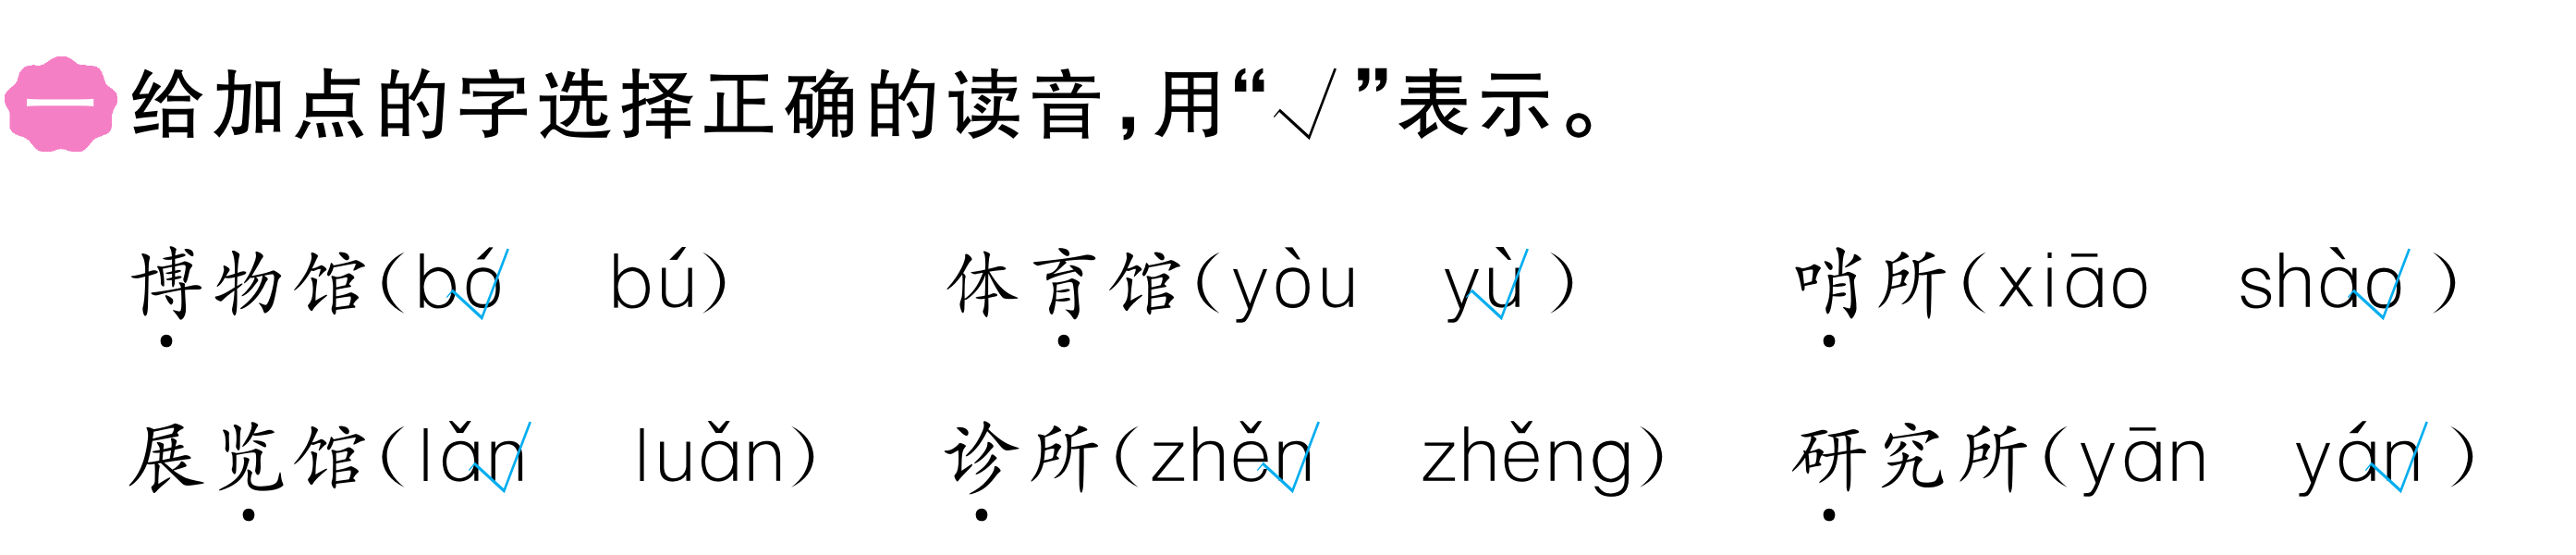 一 给加点的字选择正确的读音,用“√”表示。
博物馆(bó√ bú) 体育馆(yòu yù√) 哨所(xiāo shào√)
展览馆(lǎn√ luǎn) 诊所(zhěn√ zhěng) 研究所(yān yán√)